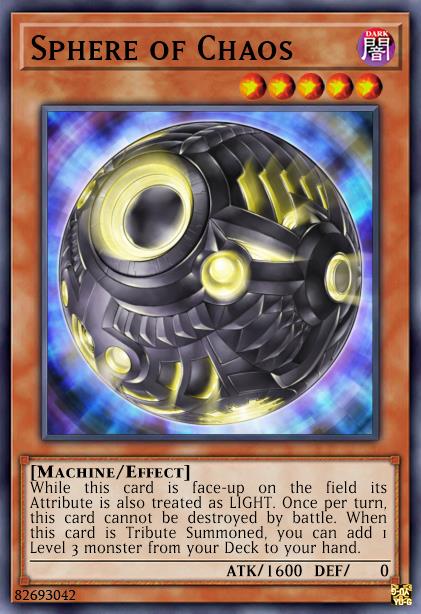 Sphere of Chaos
DARK
闇
[Machine/Effect]
While this card is face-up on the field its
Attribute is also treated as LIGHT. Once per turn,
this card cannot be destroyed by battle. When
this card is Tribute Summoned, you can add 1
Level 3 monster from your Deck to your hand.
ATK/1600 DEF/ 0
82693042